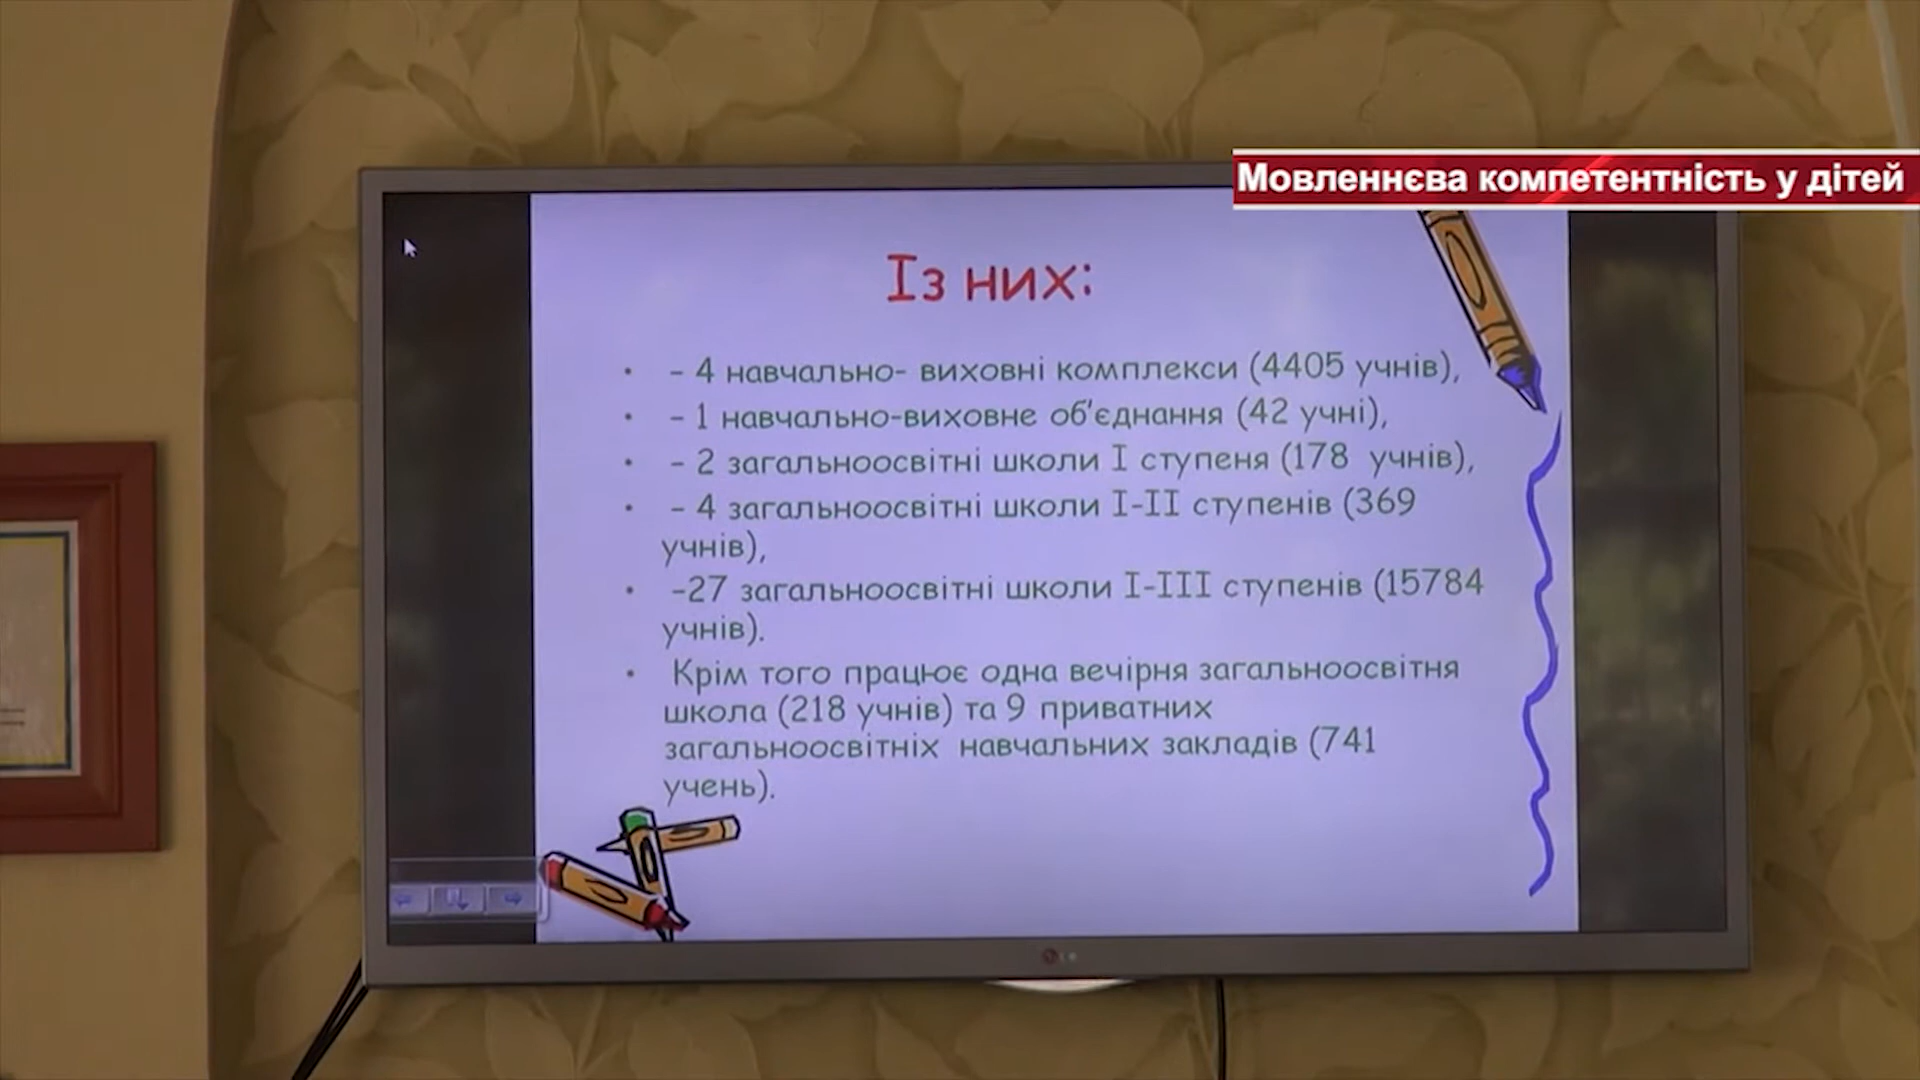 Мовленнєва компетентність у дітей
Із них:
• - 4 навчально- виховні комплекси (4405 учнів),
• - 1 навчально-виховне об'єднання (42 учні),
• - 2 загальноосвітні школи I ступеня (178 учнів),
• - 4 загальноосвітні школи I-II ступенів (369
учнів),
• -27 загальноосвітні школи I-III ступенів (15784
учнів).
• Крім того працює одна вечірня загальноосвітня
школа (218 учнів) та 9 приватних
загальноосвітніх навчальних закладів (741
учень).